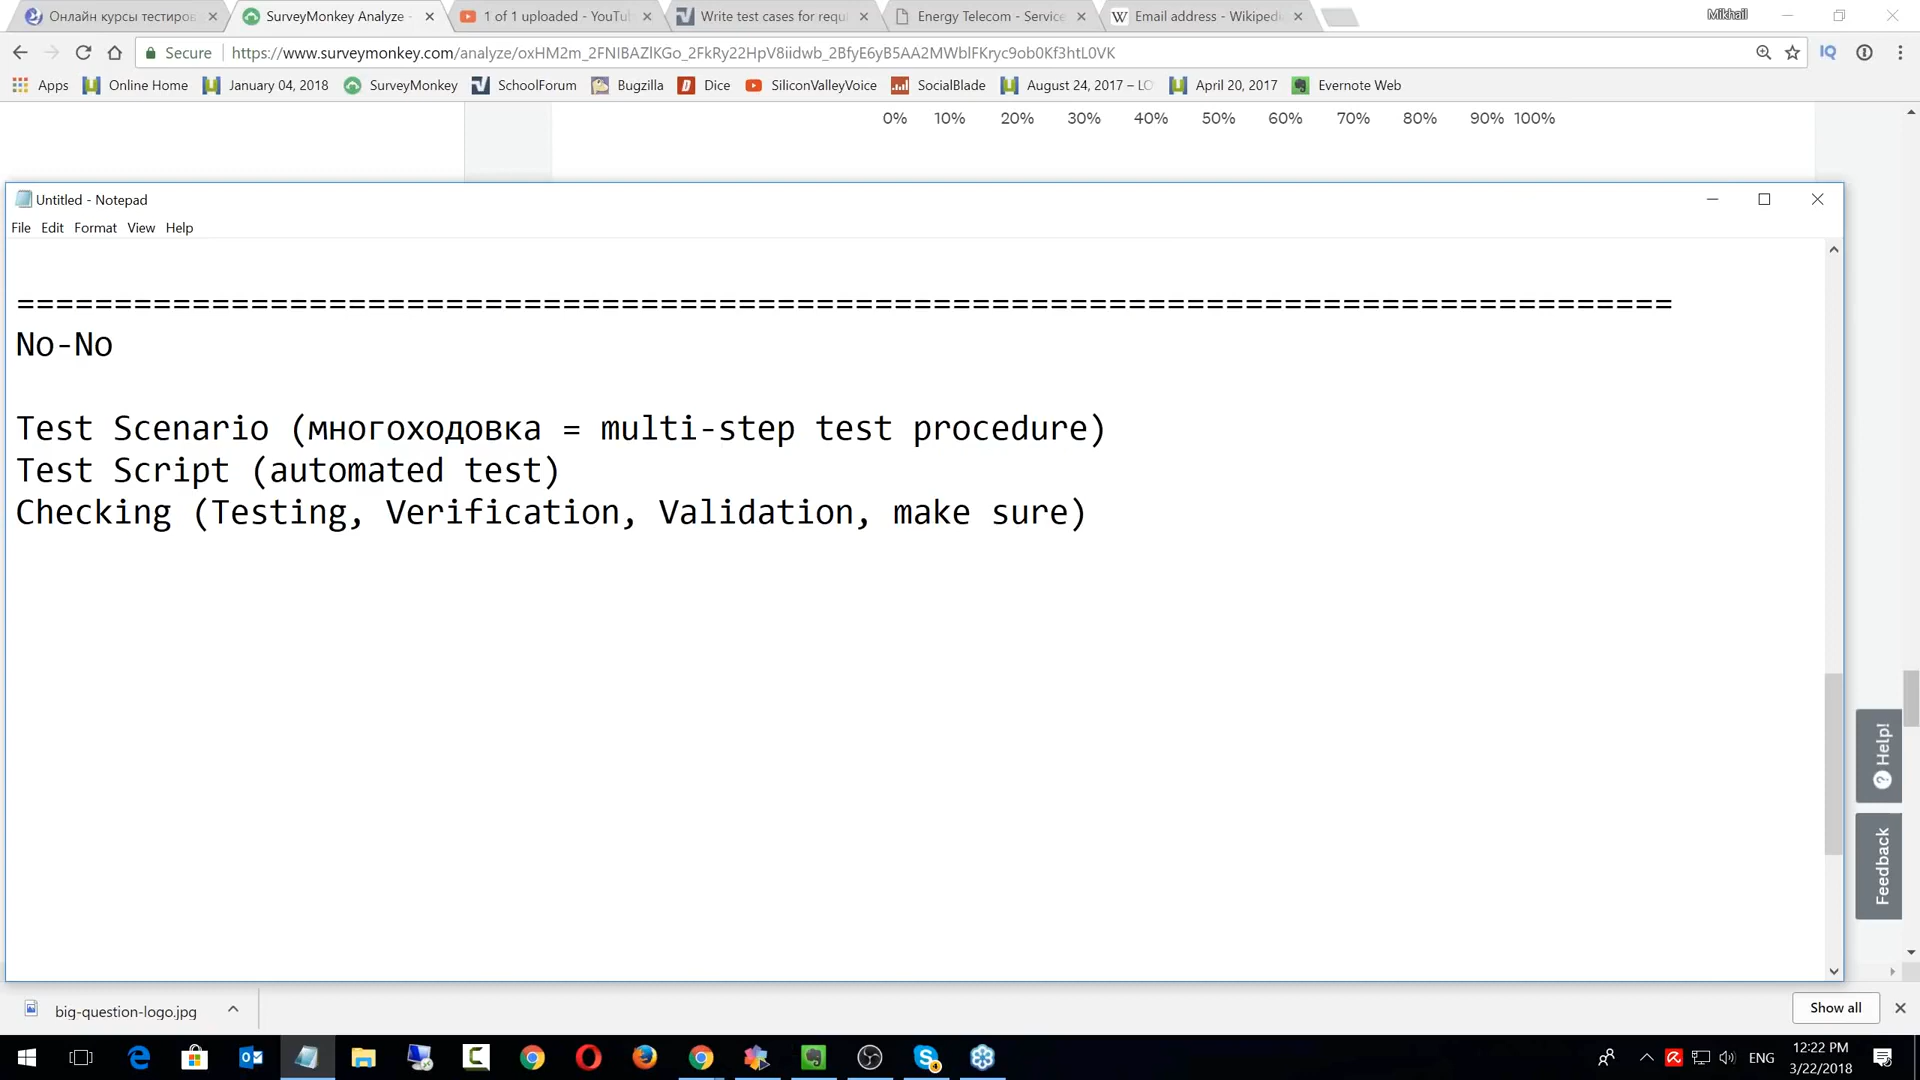 Онлайн курсы тестиров
SurveyMonkey Analyze -
1 of 1 uploaded - YouTu
Write test cases for requ
Energy Telecom - Service
Email address - Wikipedi
Mikhail
Secure
https://www.surveymonkey.com/analyze/oxHM2m_2FNIBAZlKGo_2FkRy22HpV8iidwb_2BfyE6yB5AA2MWblFKryc9ob0Kf3htL0VK
Apps
Online Home
January 04, 2018
SurveyMonkey
SchoolForum
Bugzilla
Dice
SiliconValleyVoice
SocialBlade
August 24, 2017 – LO
April 20, 2017
Evernote Web
0% 10% 20% 30% 40% 50% 60% 70% 80% 90% 100%
Untitled - Notepad
File Edit Format View Help
=====================================================================================
No-No
Test Scenario (многоходовка = multi-step test procedure)
Test Script (automated test)
Checking (Testing, Verification, Validation, make sure)
Help!
Feedback
big-question-logo.jpg
Show all
ENG
12:22 PM
3/22/2018